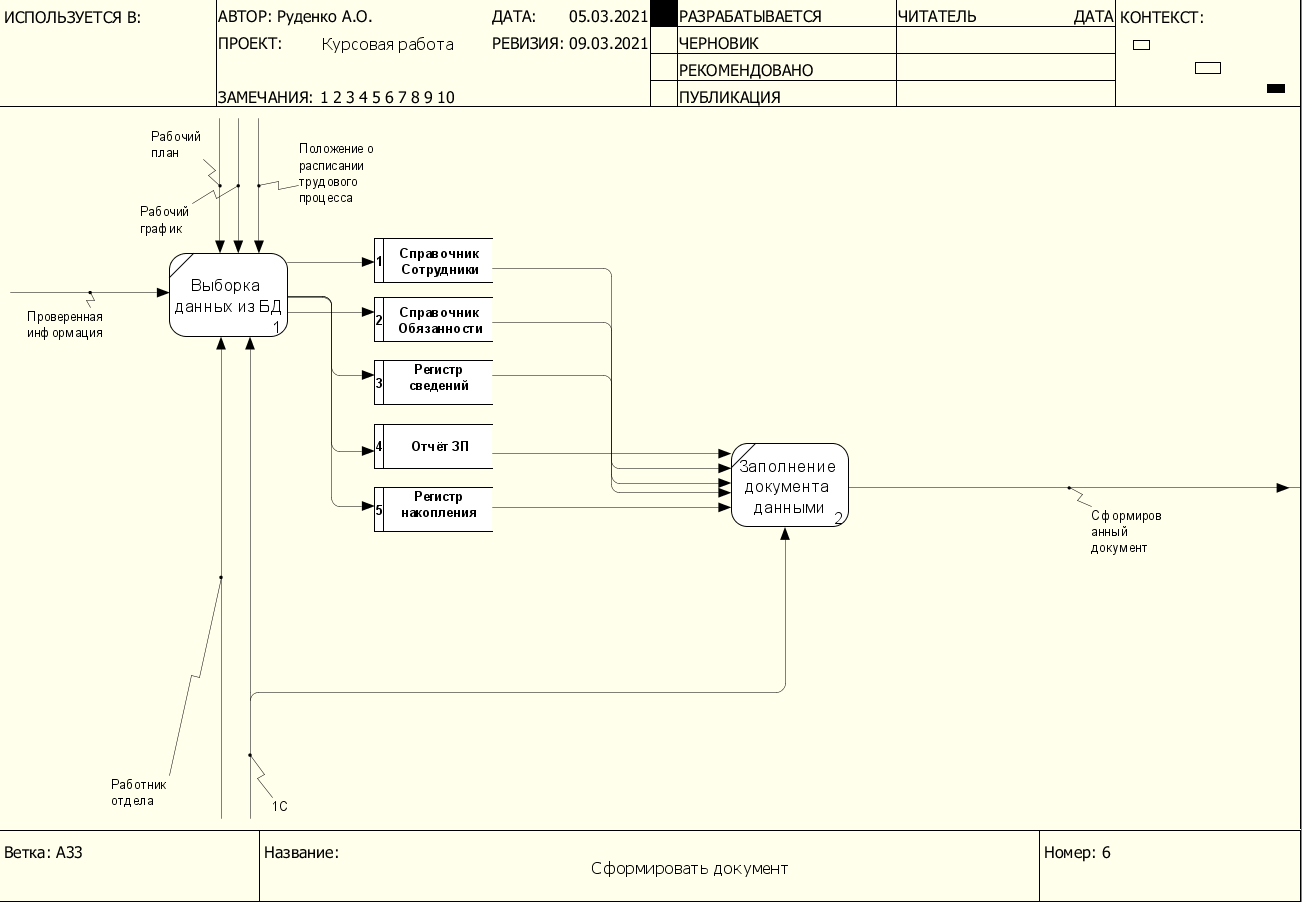 ИСПОЛЬЗУЕТСЯ В:
АВТОР: Руденко А.О.
ДАТА: 05.03.2021
ПРОЕКТ: Курсовая работа
РЕВИЗИЯ: 09.03.2021
ЗАМЕЧАНИЯ: 1 2 3 4 5 6 7 8 9 10
РАЗРАБАТЫВАЕТСЯ
ЧЕРНОВИК
РЕКОМЕНДОВАНО
ПУБЛИКАЦИЯ
ЧИТАТЕЛЬ
ДАТА
КОНТЕКСТ:
Рабочий
план
Положение о
расписании
трудового
процесса
Рабочий
график
Выборка
данных из БД
1
Проверенная
информация
1
Справочник
Сотрудники
2
Справочник
Обязанности
3
Регистр
сведений
4
Отчёт ЗП
5
Регистр
накопления
Заполнение
документа
данными
2
Сформиров
анный
документ
Работник
отдела
1С
Ветка: A33
Название:
Сформировать документ
Номер: 6